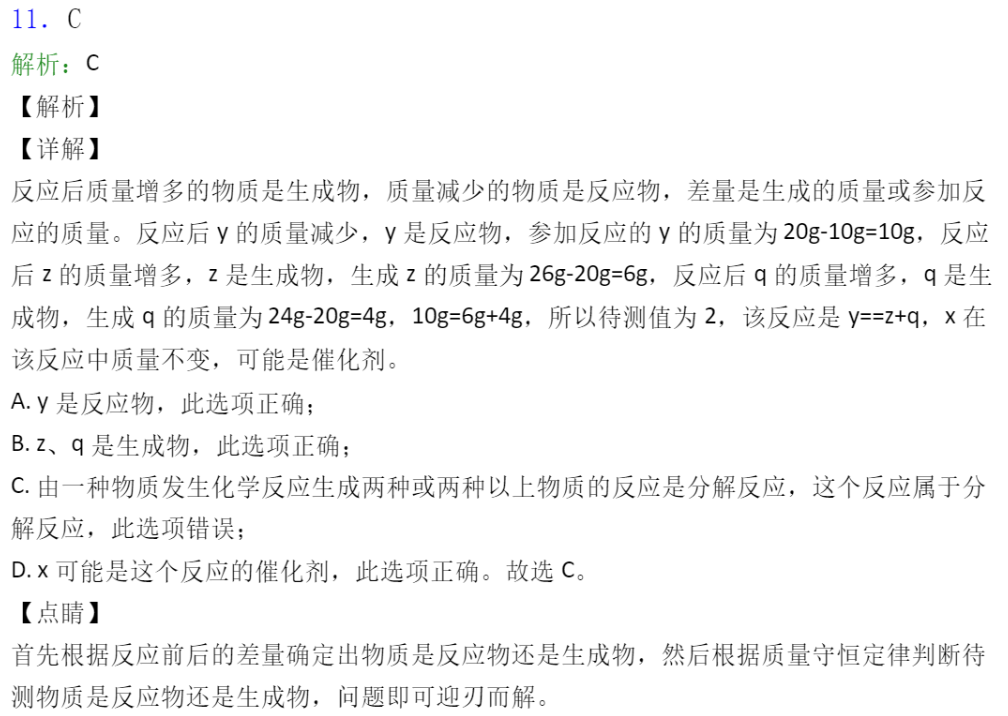 11. C
解析：C
【解析】
【详解】
反应后质量增多的物质是生成物，质量减少的物质是反应物，差量是生成的质量或参加反
应的质量。反应后 y 的质量减少，y 是反应物，参加反应的 y 的质量为 20g-10g=10g，反应
后 z 的质量增多，z 是生成物，生成 z 的质量为 26g-20g=6g，反应后 q 的质量增多，q 是生
成物，生成 q 的质量为 24g-20g=4g，10g=6g+4g，所以待测值为 2，该反应是 y==z+q，x 在
该反应中质量不变，可能是催化剂。
A. y 是反应物，此选项正确；
B. z、q 是生成物，此选项正确；
C. 由一种物质发生化学反应生成两种或两种以上物质的反应是分解反应，这个反应属于分
解反应，此选项错误；
D. x 可能是这个反应的催化剂，此选项正确。故选 C。
【点睛】
首先根据反应前后的差量确定出物质是反应物还是生成物，然后根据质量守恒定律判断待
测物质是反应物还是生成物，问题即可迎刃而解。